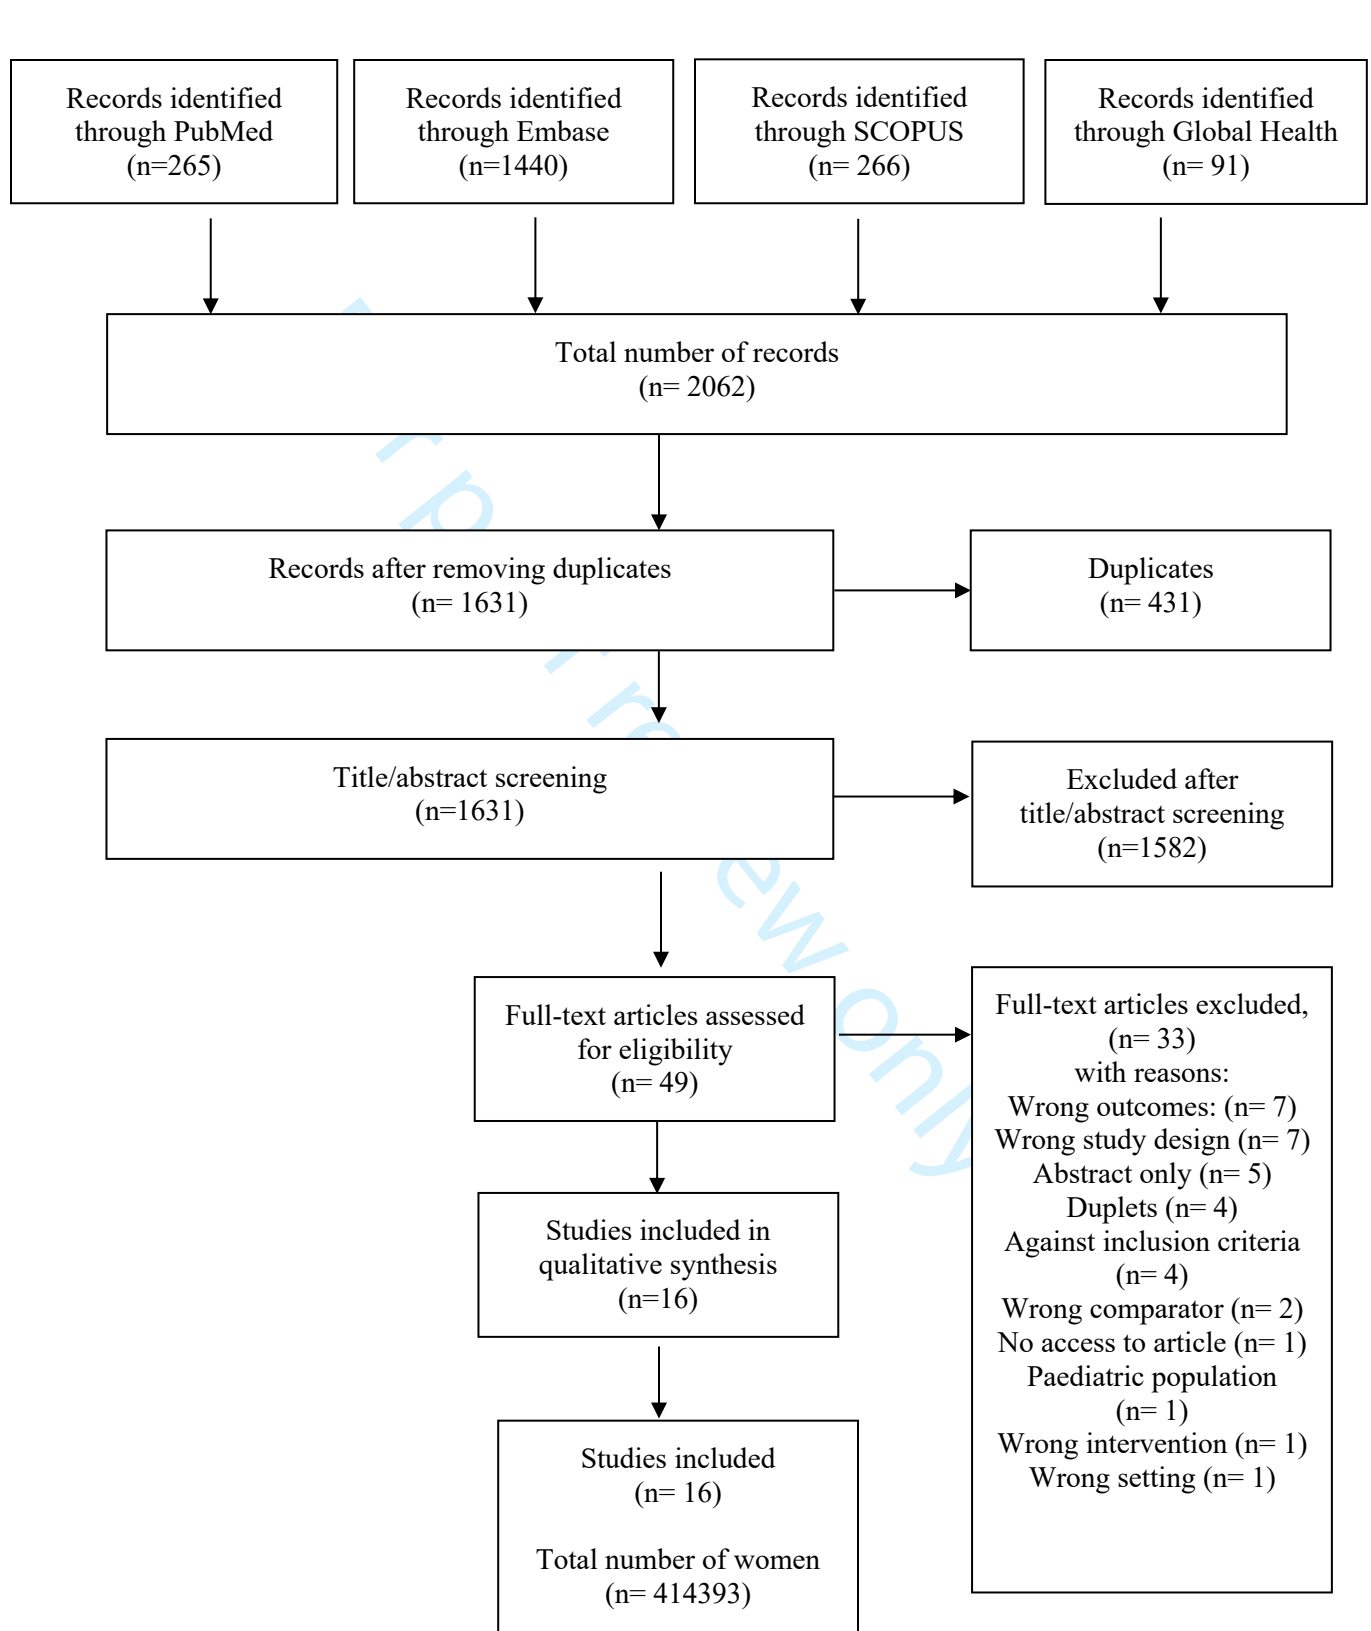 Records identified
through PubMed
(n=265)
Records identified
through Embase
(n=1440)
Records identified
through SCOPUS
(n= 266)
Records identified
through Global Health
(n= 91)
Total number of records
(n= 2062)
Records after removing duplicates
(n= 1631)
Duplicates
(n= 431)
Title/abstract screening
(n=1631)
Excluded after
title/abstract screening
(n=1582)
Full-text articles assessed
for eligibility
(n= 49)
Full-text articles excluded,
(n= 33)
with reasons:
Wrong outcomes: (n= 7)
Wrong study design (n= 7)
Abstract only (n= 5)
Duplets (n= 4)
Against inclusion criteria
(n= 4)
Wrong comparator (n= 2)
No access to article (n= 1)
Paediatric population
(n= 1)
Wrong intervention (n= 1)
Wrong setting (n= 1)
Studies included in
qualitative synthesis
(n=16)
Studies included
(n= 16)
Total number of women
(n= 414393)
only